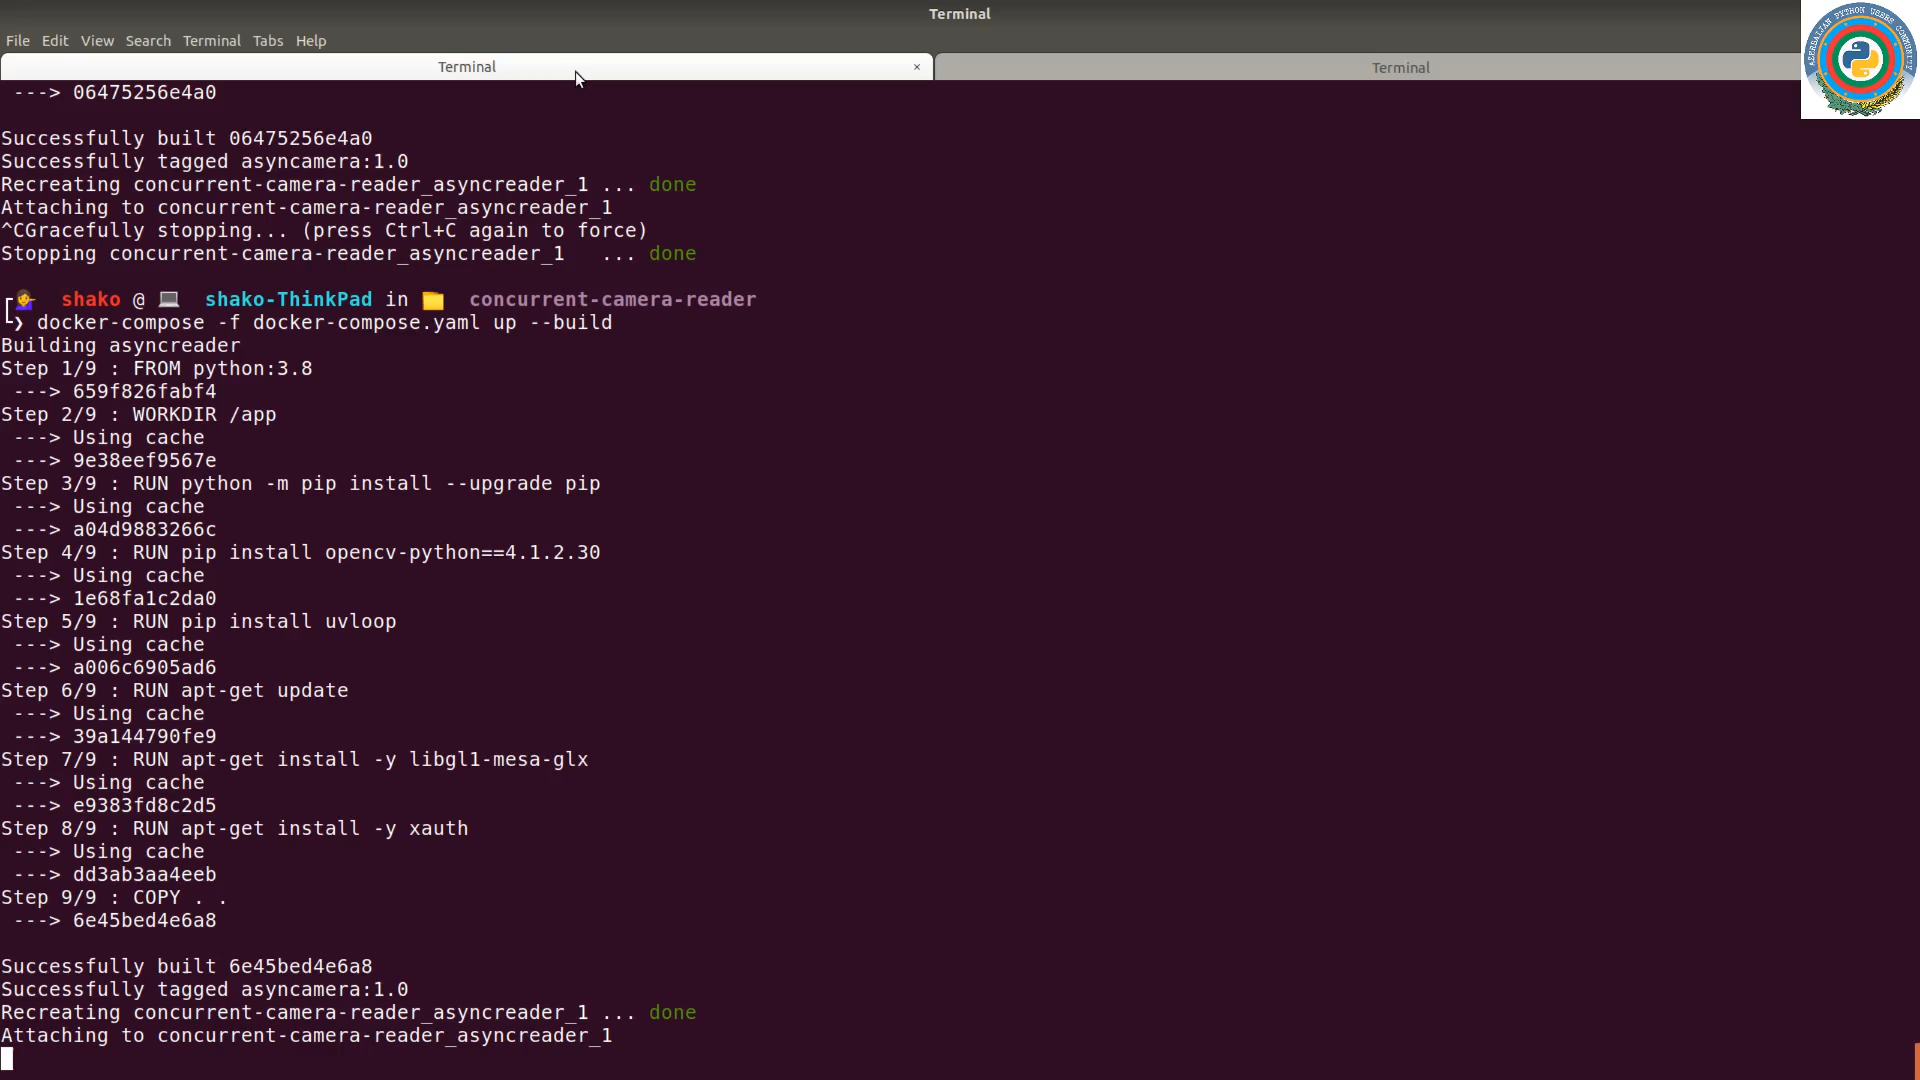 Terminal
File Edit View Search Terminal Tabs Help
Terminal × Terminal
AZERBAIJAN PYTHON USERS COMMUNITY
---> 06475256e4a0
Successfully built 06475256e4a0
Successfully tagged asyncamera:1.0
Recreating concurrent-camera-reader_asyncreader_1 ... done
Attaching to concurrent-camera-reader_asyncreader_1
^CGracefully stopping... (press Ctrl+C again to force)
Stopping concurrent-camera-reader_asyncreader_1 ... done
shako @ shako-ThinkPad in concurrent-camera-reader
❯ docker-compose -f docker-compose.yaml up --build
Building asyncreader
Step 1/9 : FROM python:3.8
---> 659f826fabf4
Step 2/9 : WORKDIR /app
---> Using cache
---> 9e38eef9567e
Step 3/9 : RUN python -m pip install --upgrade pip
---> Using cache
---> a04d9883266c
Step 4/9 : RUN pip install opencv-python==4.1.2.30
---> Using cache
---> 1e68fa1c2da0
Step 5/9 : RUN pip install uvloop
---> Using cache
---> a006c6905ad6
Step 6/9 : RUN apt-get update
---> Using cache
---> 39a144790fe9
Step 7/9 : RUN apt-get install -y libgl1-mesa-glx
---> Using cache
---> e9383fd8c2d5
Step 8/9 : RUN apt-get install -y xauth
---> Using cache
---> dd3ab3aa4eeb
Step 9/9 : COPY . .
---> 6e45bed4e6a8
Successfully built 6e45bed4e6a8
Successfully tagged asyncamera:1.0
Recreating concurrent-camera-reader_asyncreader_1 ... done
Attaching to concurrent-camera-reader_asyncreader_1